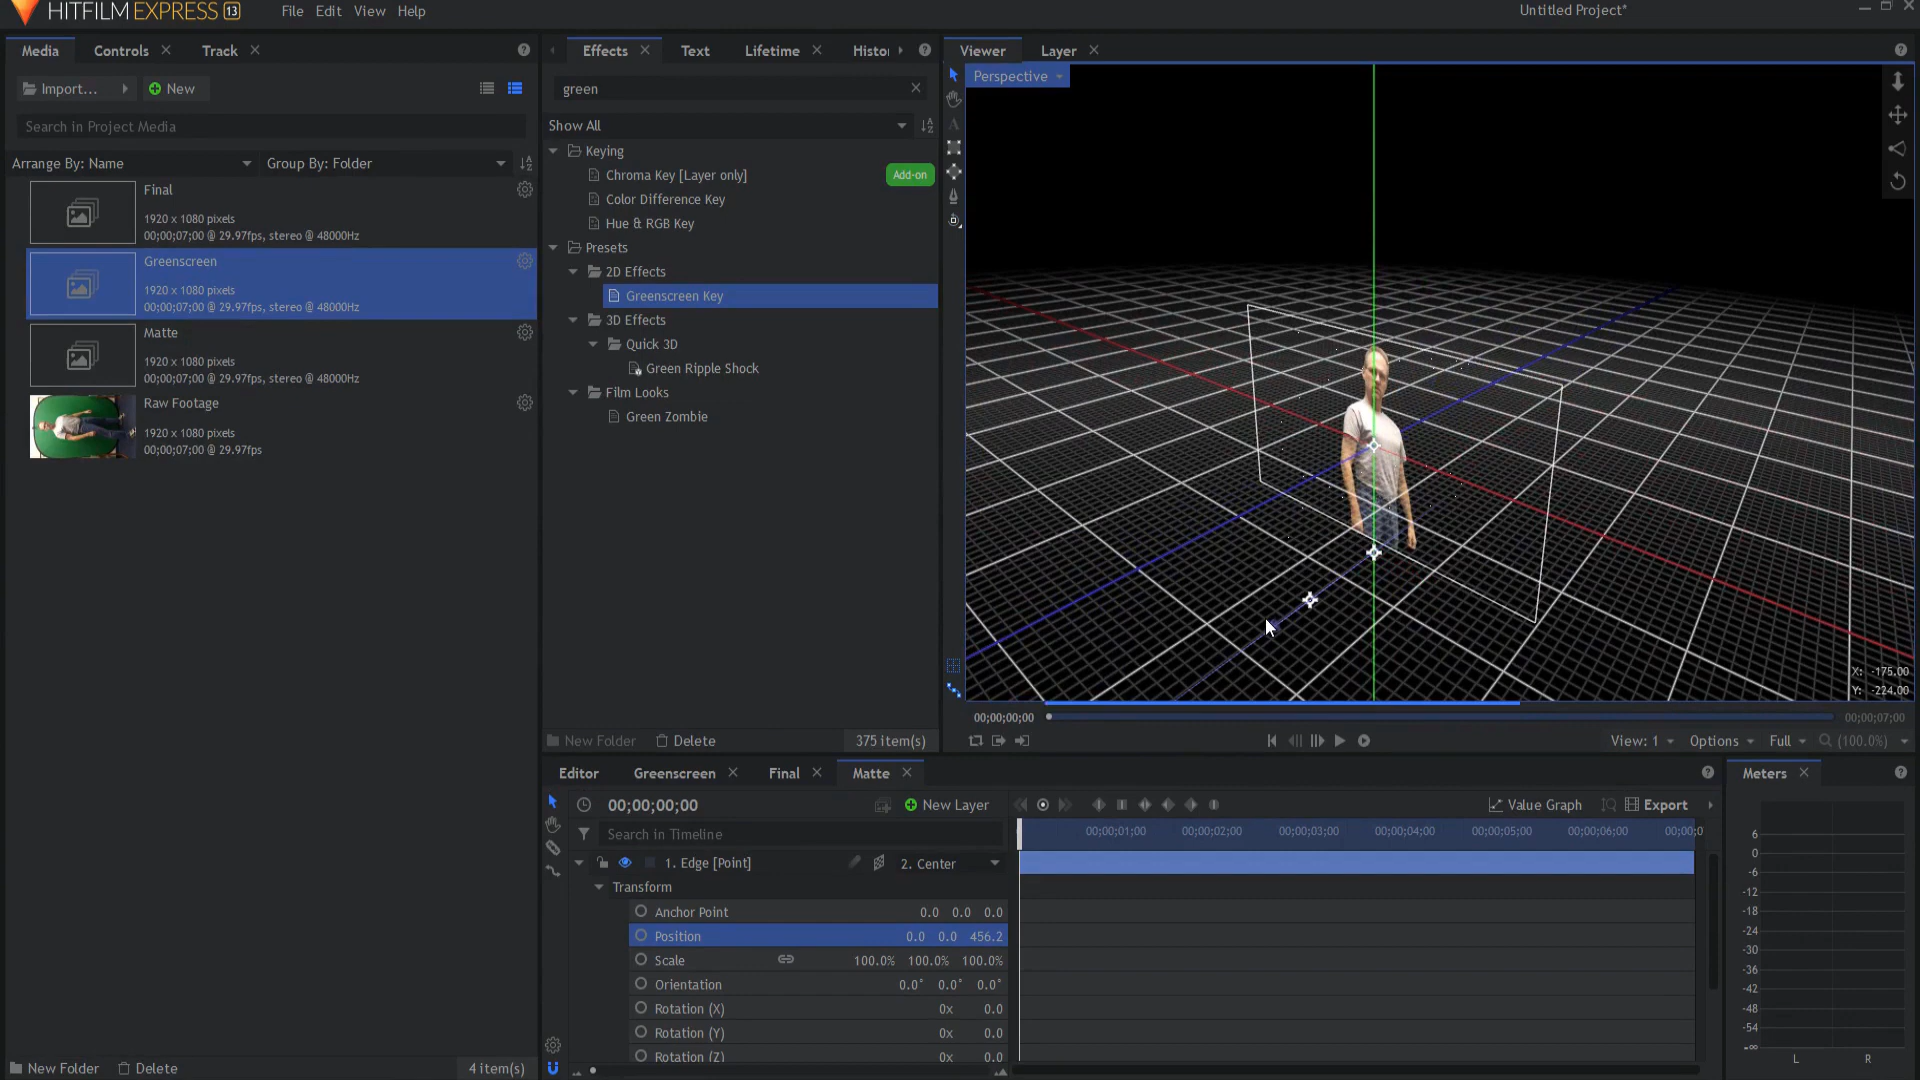 HITFILM EXPRESS 13
File Edit View Help
Untitled Project*
Media Controls Track
Import... New
Search in Project Media
Arrange By: Name Group By: Folder
Final
1920 x 1080 pixels
00;00;07;00 @ 29.97fps, stereo @ 48000Hz
Greenscreen
1920 x 1080 pixels
00;00;07;00 @ 29.97fps, stereo @ 48000Hz
Matte
1920 x 1080 pixels
00;00;07;00 @ 29.97fps, stereo @ 48000Hz
Raw Footage
1920 x 1080 pixels
00;00;07;00 @ 29.97fps
New Folder Delete 4 item(s)
Effects Text Lifetime Histo
green
Show All
Keying
Chroma Key [Layer only] Add-on
Color Difference Key
Hue & RGB Key
Presets
2D Effects
Greenscreen Key
3D Effects
Quick 3D
Green Ripple Shock
Film Looks
Green Zombie
New Folder Delete 375 item(s)
Viewer Layer
Perspective
X: -175.00
Y: -224.00
00;00;00;00 00;00;07;00
View: 1 Options Full (100.0%)
Editor Greenscreen Final Matte
00;00;00;00 New Layer Value Graph Export
Search in Timeline
00;00;01;00 00;00;02;00 00;00;03;00 00;00;04;00 00;00;05;00 00;00;06;00 00;00;0
1. Edge [Point] 2. Center
Transform
Anchor Point 0.0 0.0 0.0
Position 0.0 0.0 456.2
Scale 100.0% 100.0% 100.0%
Orientation 0.0° 0.0° 0.0°
Rotation (X) 0x 0.0
Rotation (Y) 0x 0.0
Rotation (Z) 0x 0.0
Meters
6
0
-6
-12
-18
-24
-30
-36
-42
-48
-54
-∞
L R